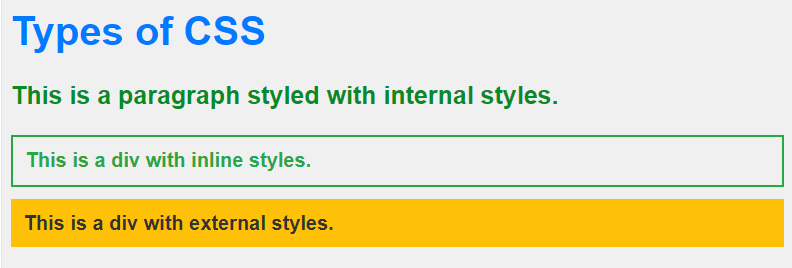 Types of CSS
This is a paragraph styled with internal styles.
This is a div with inline styles.
This is a div with external styles.